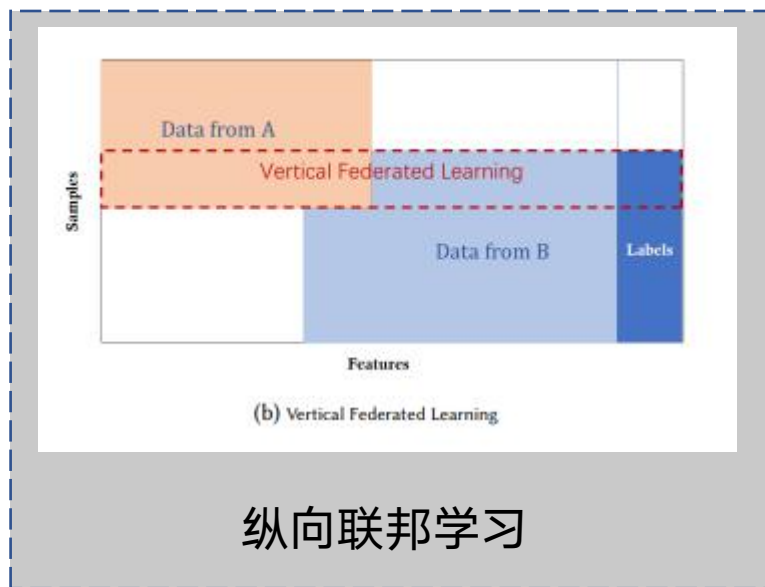 Data from A
Vertical Federated Learning
Samples
Data from B
Labels
Features
(b) Vertical Federated Learning
纵向联邦学习